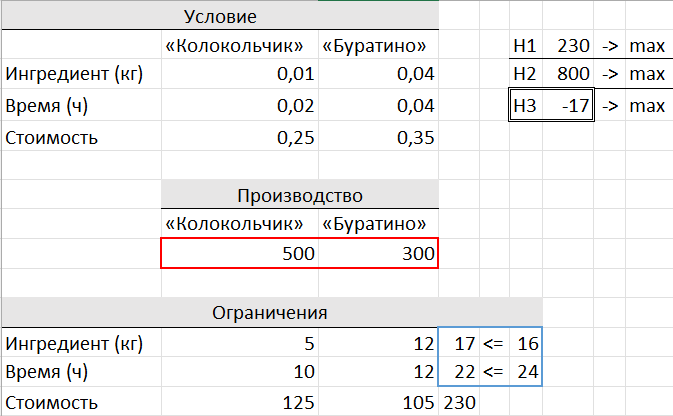 Условие
«Колокольчик» «Буратино» H1 230 -> max
Ингредиент (кг) 0,01 0,04 H2 800 -> max
Время (ч) 0,02 0,04 H3 -17 -> max
Стоимость 0,25 0,35
Производство
«Колокольчик» «Буратино»
500 300
Ограничения
Ингредиент (кг) 5 12 17 <= 16
Время (ч) 10 12 22 <= 24
Стоимость 125 105 230